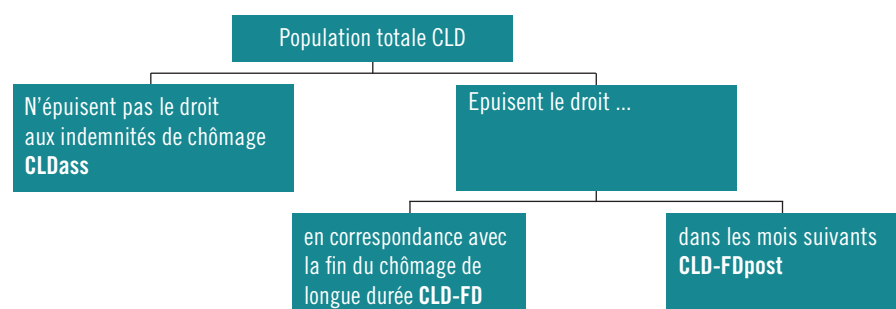 Population totale CLD
N'épuisent pas le droit
aux indemnités de chômage
CLDass
Epuisent le droit ...
en correspondance avec
la fin du chômage de
longue durée CLD-FD
dans les mois suivants
CLD-FDpost